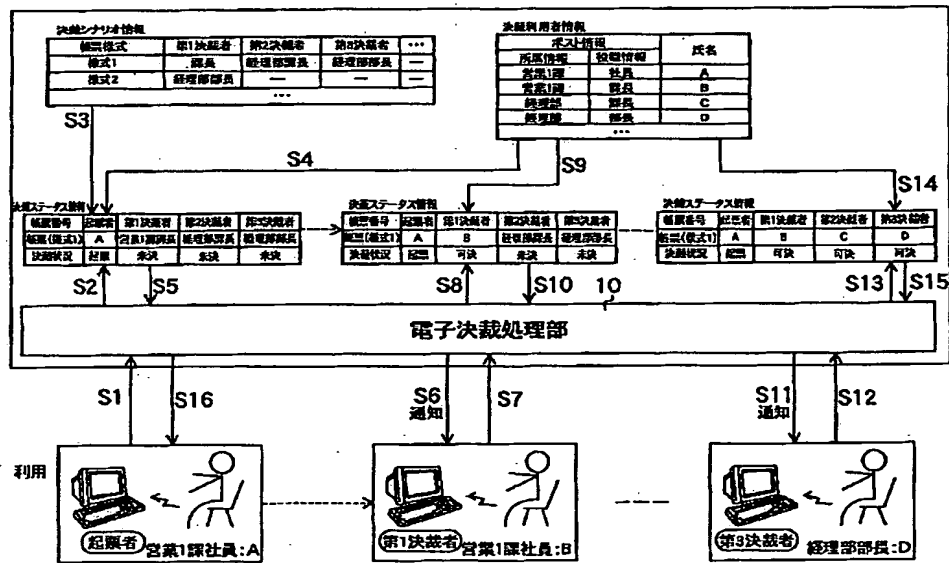 決裁シナリオ情報
帳票様式 第1決裁者 第2決裁者 第3決裁者 …
様式1 課長 経理部課長 経理部部長 —
様式2 経理部部長 — — —
…
決裁利用者情報
ポスト情報 氏名
所属情報 役職情報
営業1課 社員 A
営業1課 課長 B
経理部 課長 C
経理部 部長 D
…
S3
S4
S9
S14
決裁ステータス情報
帳票番号 起票者 第1決裁者 第2決裁者 第3決裁者
帳票(様式1) A 営業1課課長 経理部課長 経理部部長
決裁状況 起票 未決 未決 未決
決裁ステータス情報
帳票番号 起票者 第1決裁者 第2決裁者 第3決裁者
帳票(様式1) A B 経理部課長 経理部部長
決裁状況 起票 可決 未決 未決
決裁ステータス情報
帳票番号 起票者 第1決裁者 第2決裁者 第3決裁者
帳票(様式1) A B C D
決裁状況 起票 可決 可決 可決
S2
S5
S8
S10
10
S13
S15
電子決裁処理部
S1
S16
S6
通知
S7
S11
通知
S12
利用
起票者
営業1課社員:A
第1決裁者
営業1課社員:B
第3決裁者
経理部部長:D